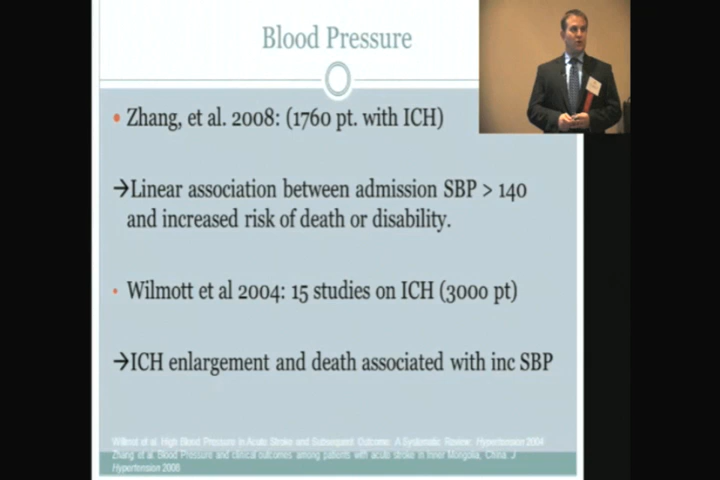 Blood Pressure
• Zhang, et al. 2008: (1760 pt. with ICH)
→Linear association between admission SBP > 140
and increased risk of death or disability.
• Wilmott et al 2004: 15 studies on ICH (3000 pt)
→ICH enlargement and death associated with inc SBP
Willmot et al. High Blood Pressure in Acute Stroke and Subsequent Outcome: A Systematic Review. Hypertension 2004
Zhang et al. Blood Pressure and clinical outcomes among patients with acute stroke in Inner Mongolia, China. J
Hypertension 2008